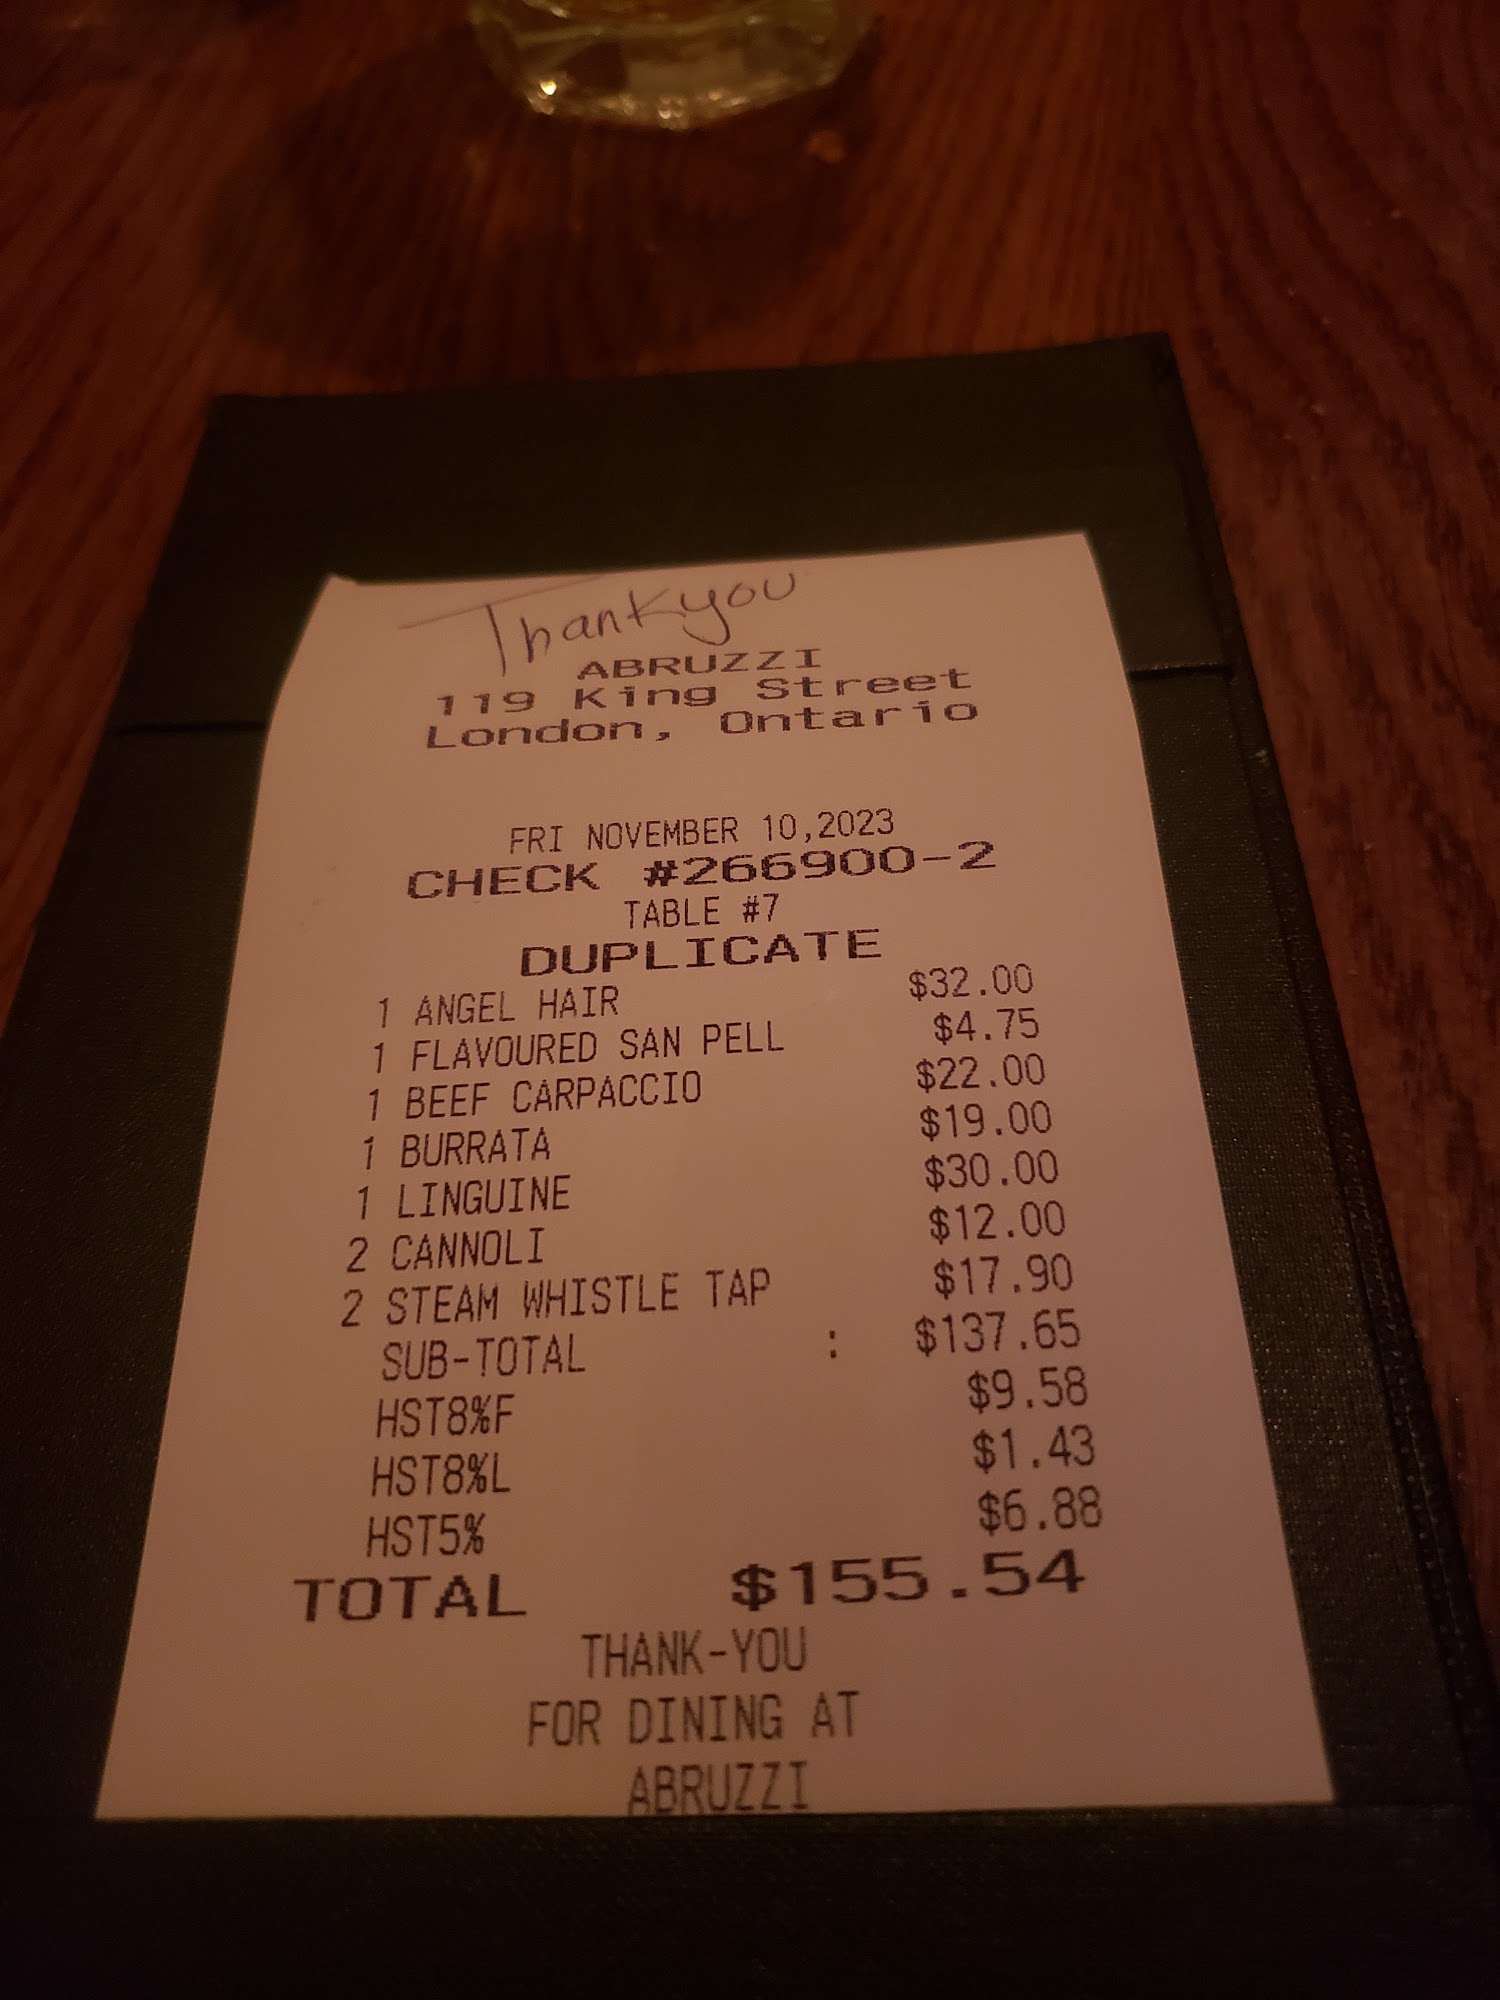 Thank you
ABRUZZI
119 King Street
London, Ontario
FRI NOVEMBER 10,2023
CHECK #266900-2
TABLE #7
DUPLICATE
1 ANGEL HAIR $32.00
1 FLAVOURED SAN PELL $4.75
1 BEEF CARPACCIO $22.00
1 BURRATA $19.00
1 LINGUINE $30.00
2 CANNOLI $12.00
2 STEAM WHISTLE TAP $17.90
SUB-TOTAL : $137.65
HST8%F $9.58
HST8%L $1.43
HST5% $6.88
TOTAL $155.54
THANK-YOU
FOR DINING AT
ABRUZZI